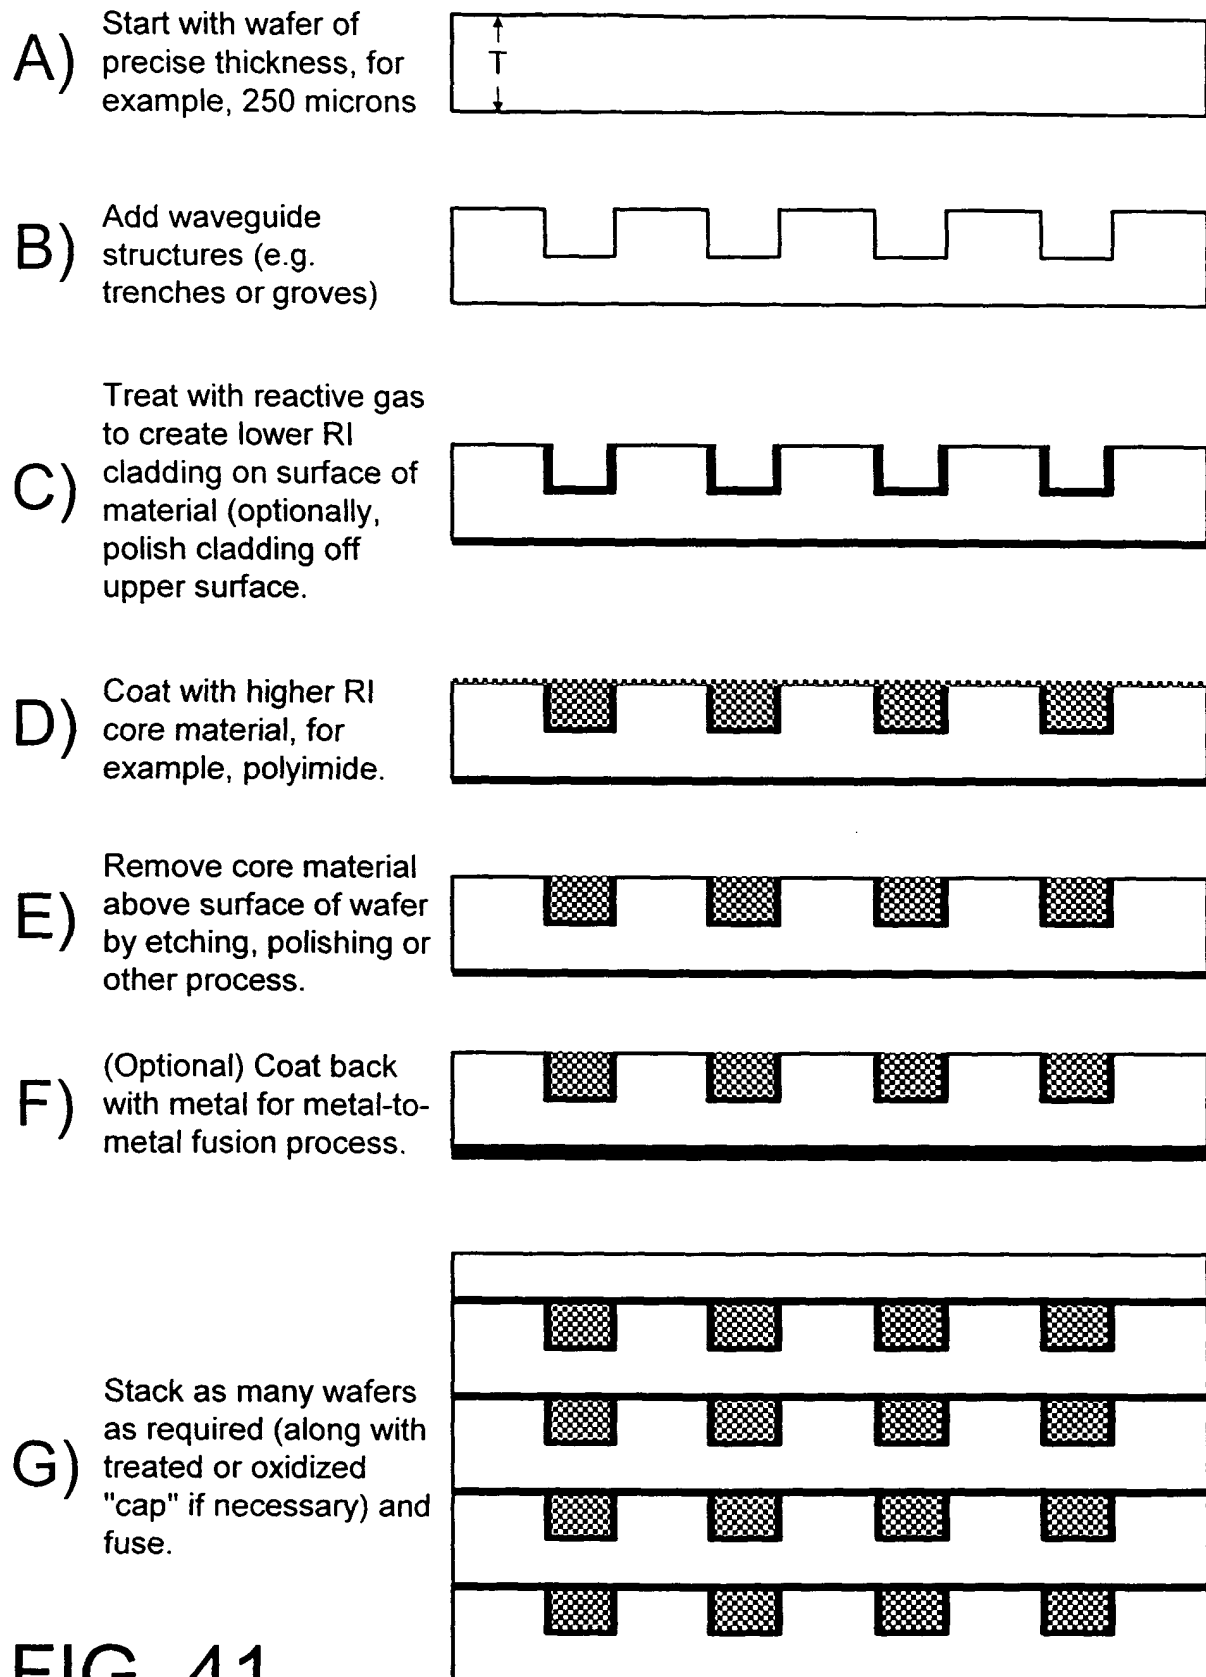 A)
Start with wafer of
precise thickness, for
example, 250 microns
T
B)
Add waveguide
structures (e.g.
trenches or groves)
C)
Treat with reactive gas
to create lower RI
cladding on surface of
material (optionally,
polish cladding off
upper surface.
D)
Coat with higher RI
core material, for
example, polyimide.
E)
Remove core material
above surface of wafer
by etching, polishing or
other process.
F)
(Optional) Coat back
with metal for metal-to-
metal fusion process.
G)
Stack as many wafers
as required (along with
treated or oxidized
"cap" if necessary) and
fuse.
FIG. 41